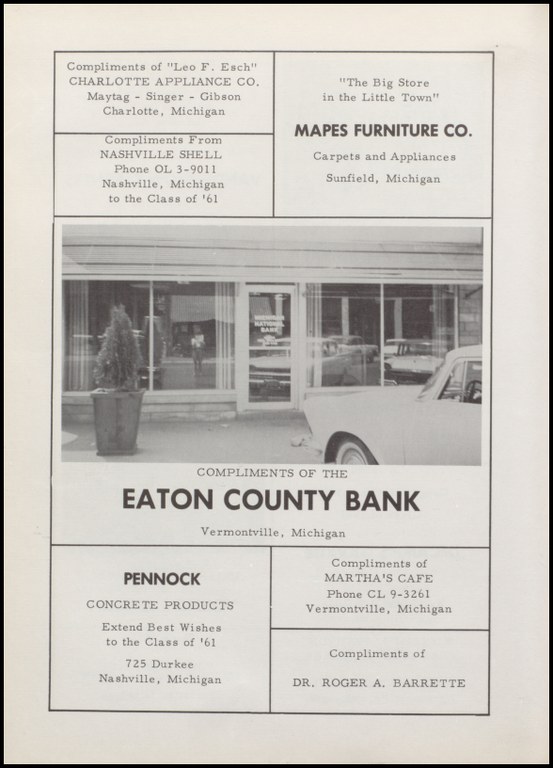 Compliments of "Leo F. Esch"
CHARLOTTE APPLIANCE CO.
Maytag - Singer - Gibson
Charlotte, Michigan
Compliments From
NASHVILLE SHELL
Phone OL 3-9011
Nashville, Michigan
to the Class of '61
"The Big Store
in the Little Town"
MAPES FURNITURE CO.
Carpets and Appliances
Sunfield, Michigan
NATIONAL
BANK
COMPLIMENTS OF THE
EATON COUNTY BANK
Vermontville, Michigan
PENNOCK
CONCRETE PRODUCTS
Extend Best Wishes
to the Class of '61
725 Durkee
Nashville, Michigan
Compliments of
MARTHA'S CAFE
Phone CL 9-3261
Vermontville, Michigan
Compliments of
DR. ROGER A. BARRETTE